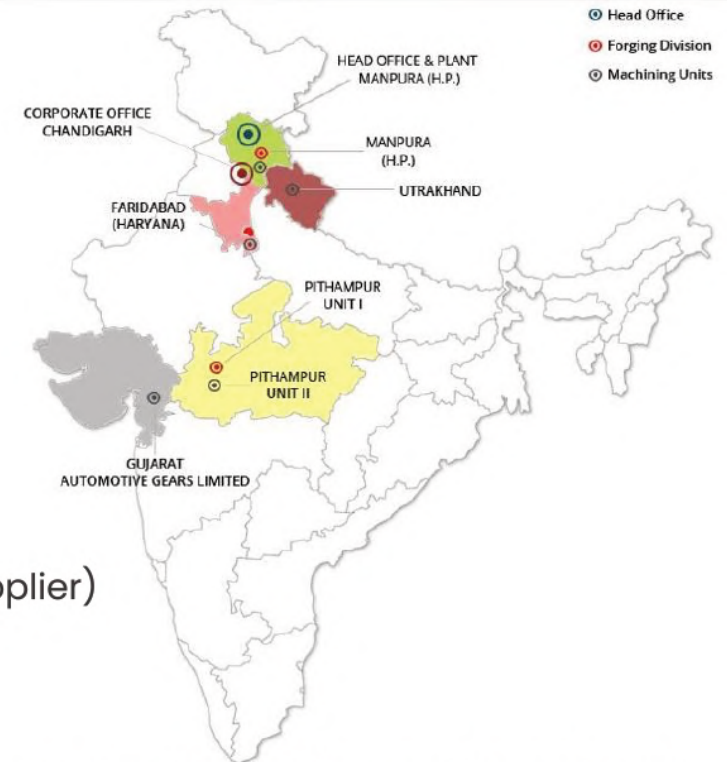 Head Office
Forging Division
Machining Units
HEAD OFFICE & PLANT
MANPURA (H.P.)
CORPORATE OFFICE
CHANDIGARH
MANPURA
(H.P.)
UTRAKHAND
FARIDABAD
(HARYANA)
PITHAMPUR
UNIT I
PITHAMPUR
UNIT II
GUJARAT
AUTOMOTIVE GEARS LIMITED
pplier)